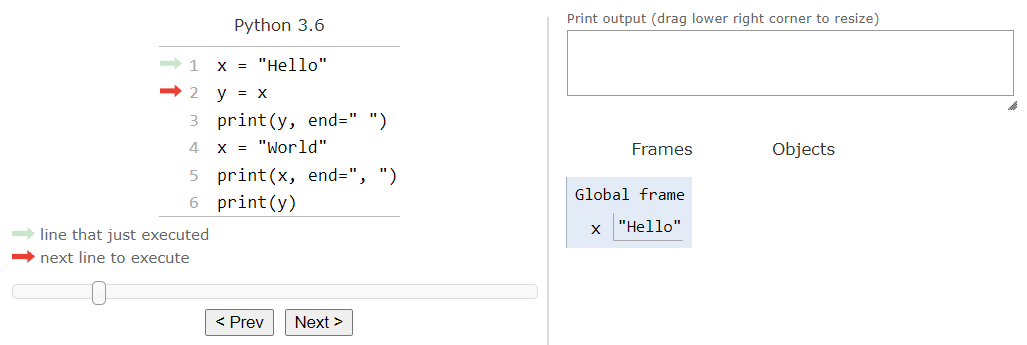 Python 3.6
1 x = "Hello"
2 y = x
3 print(y, end=" ")
4 x = "World"
5 print(x, end=", ")
6 print(y)
line that just executed
next line to execute
< Prev Next >
Print output (drag lower right corner to resize)
Frames Objects
Global frame
x "Hello"